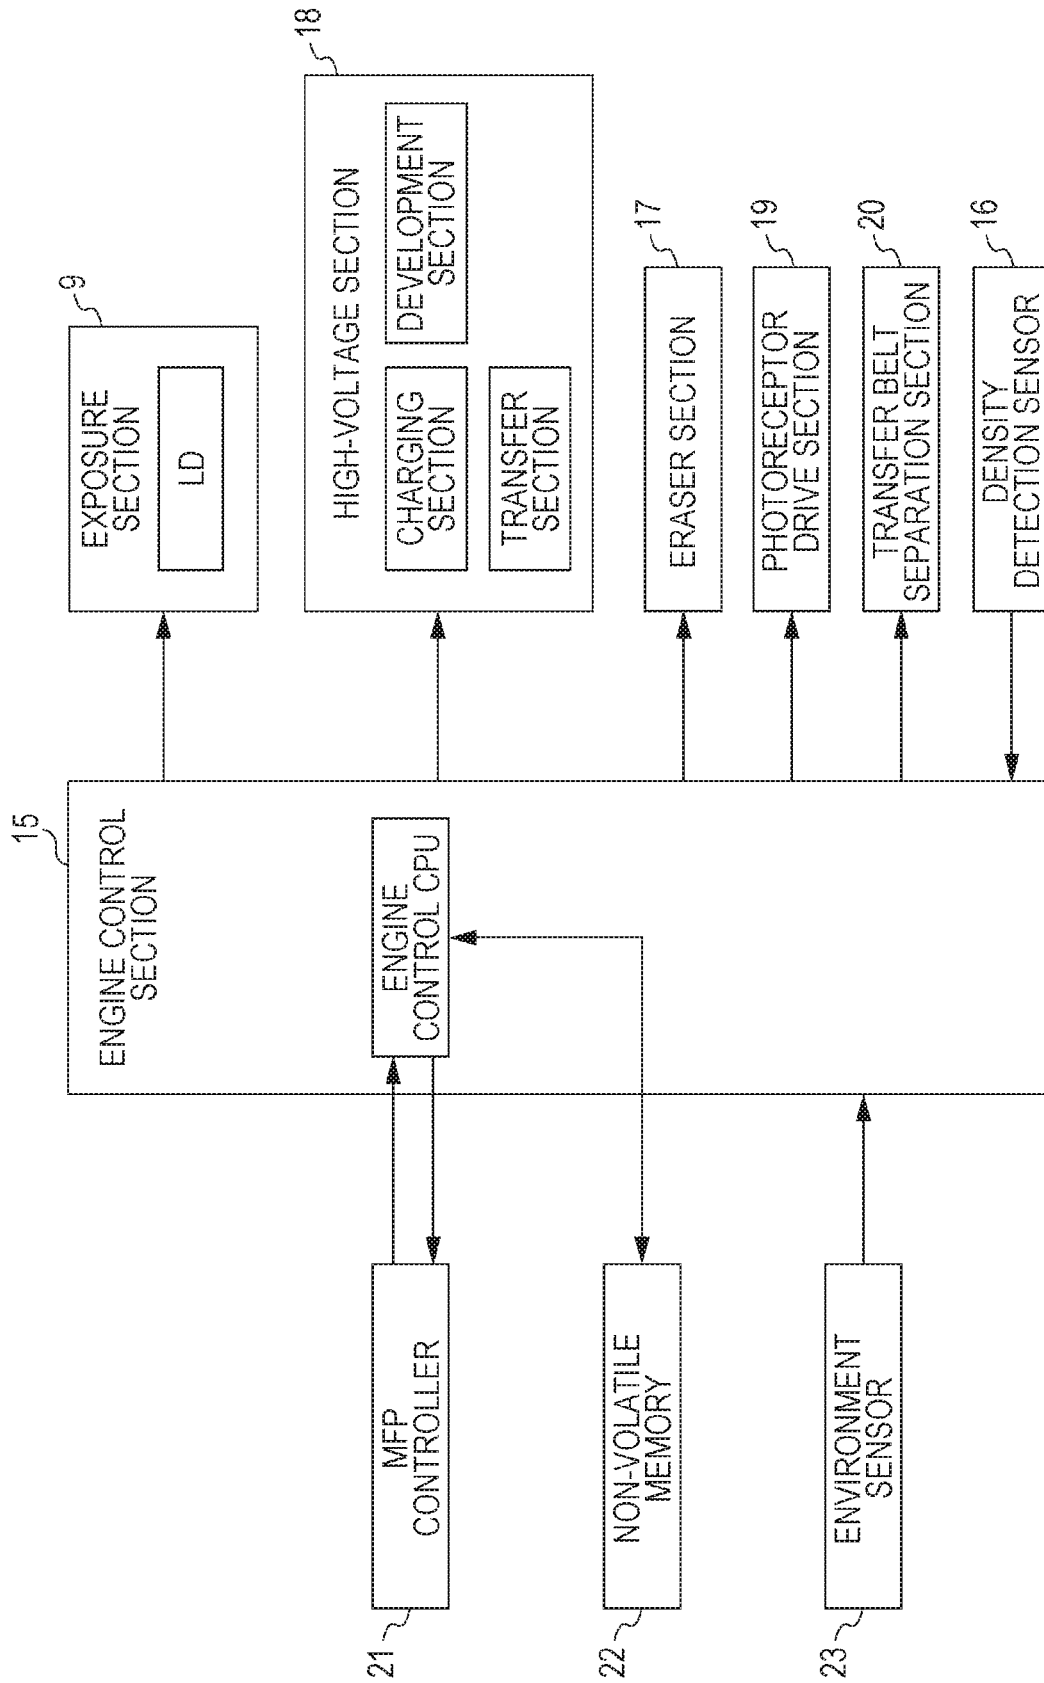 15
ENGINE CONTROL
SECTION
ENGINE
CONTROL CPU
21
MFP
CONTROLLER
22
NON-VOLATILE
MEMORY
23
ENVIRONMENT
SENSOR
9
EXPOSURE
SECTION
LD
18
HIGH-VOLTAGE SECTION
CHARGING
SECTION
DEVELOPMENT
SECTION
TRANSFER
SECTION
17
ERASER SECTION
19
PHOTORECEPTOR
DRIVE SECTION
20
TRANSFER BELT
SEPARATION SECTION
16
DENSITY
DETECTION SENSOR